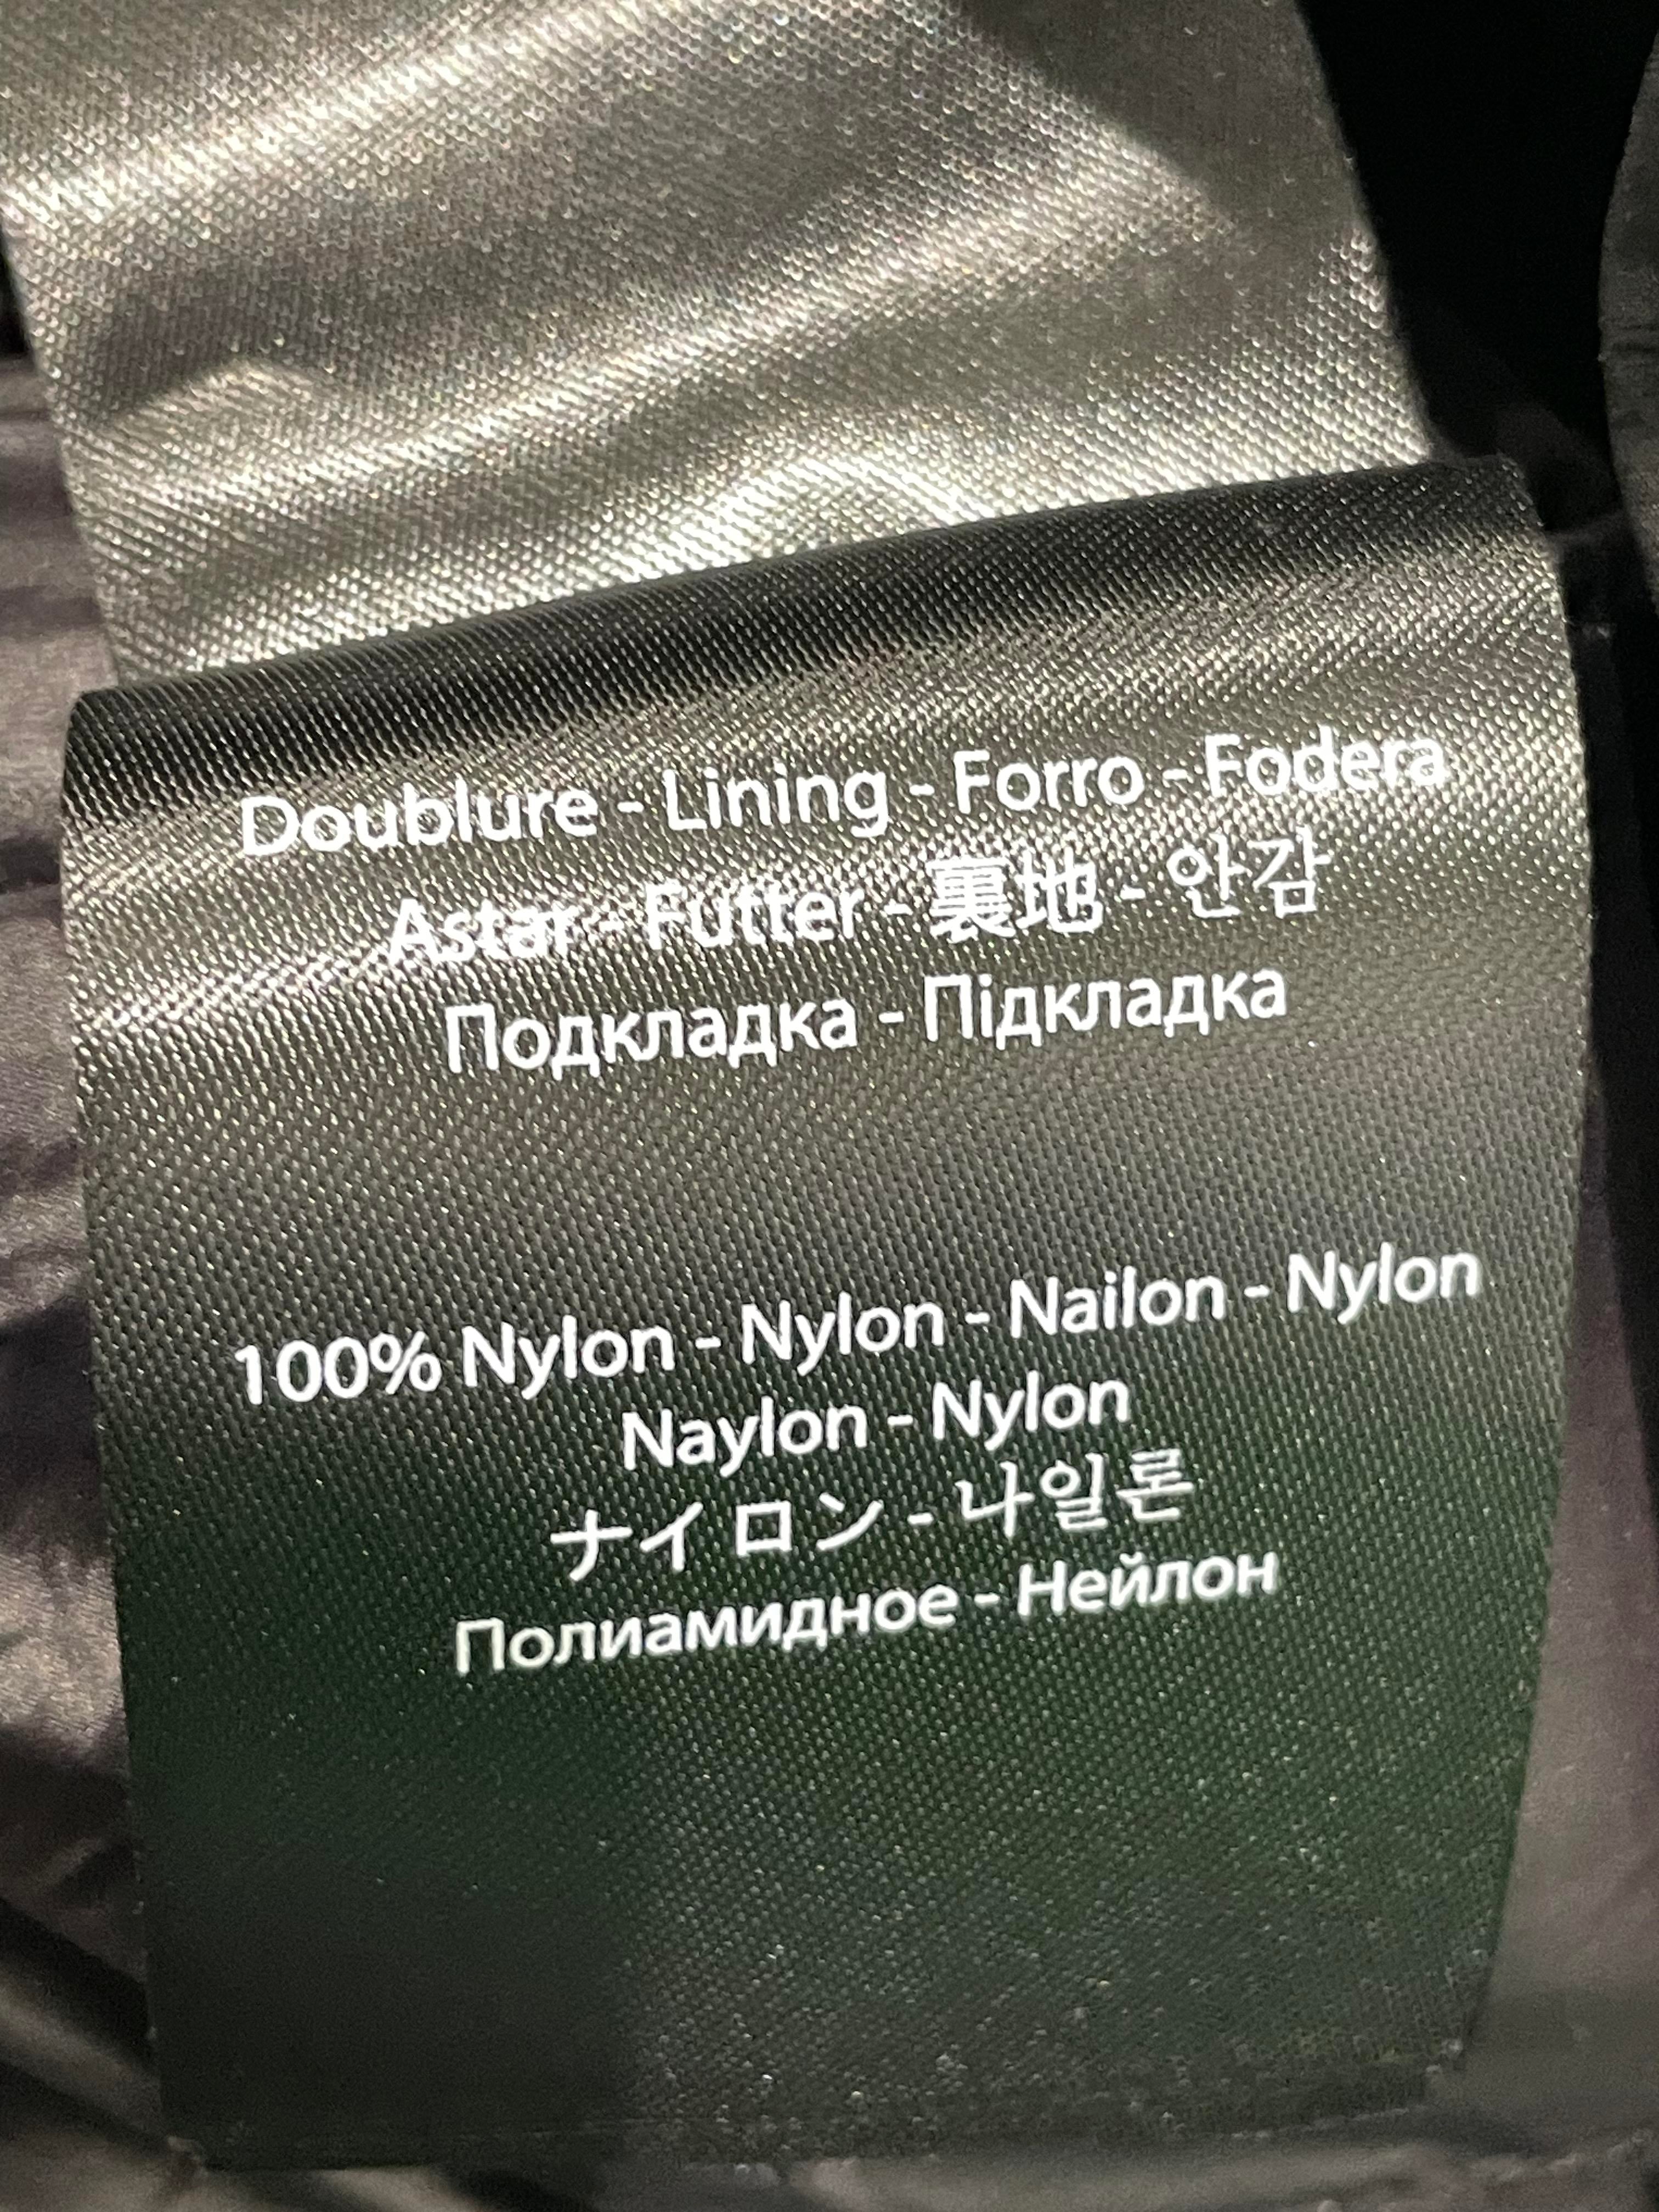 Doublure - Lining - Forro - Fodera
Astar - Futter - 裏地 - 안감
Подкладка - Підкладка
100% Nylon - Nylon - Nailon - Nylon
Naylon - Nylon
ナイロン - 나일론
Полиамидное - Нейлон